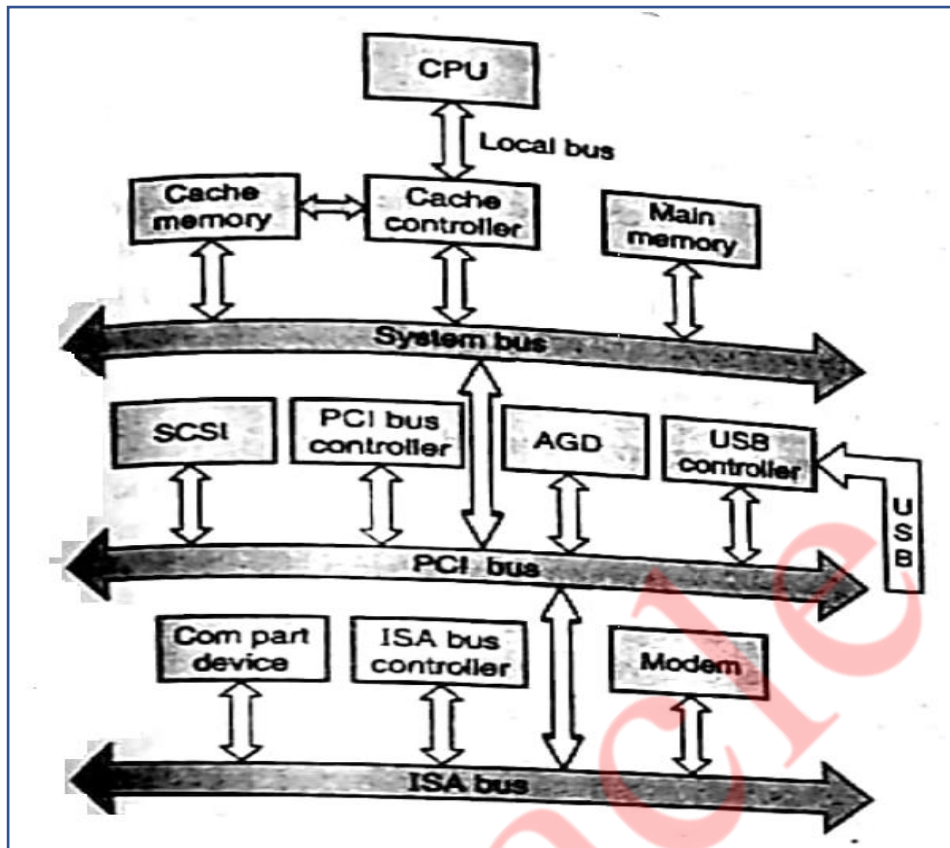 CPU
Local bus
Cache
memory
Cache
controller
Main
memory
System bus
SCSI
PCI bus
controller
AGD
USB
controller
USB
PCI bus
Com part
device
ISA bus
controller
Modem
ISA bus
cle